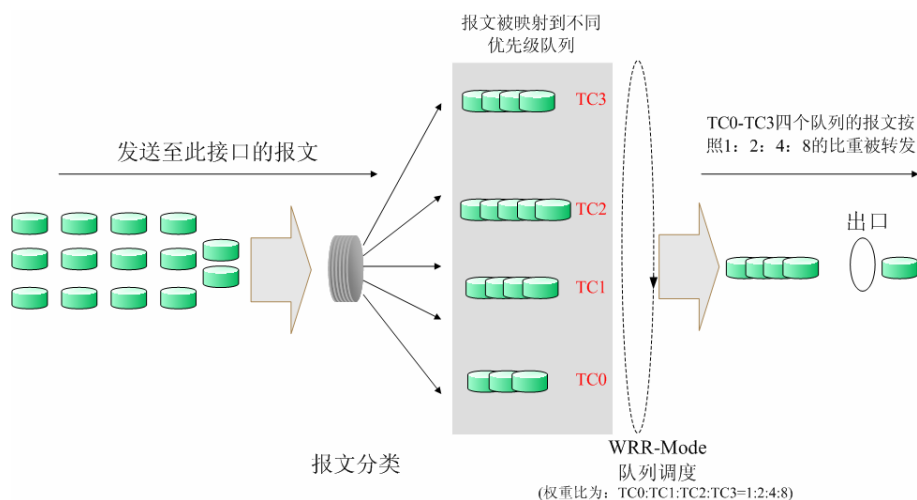 报文被映射到不同
优先级队列
发送至此接口的报文
TC3
TC2
TC1
TC0
TC0-TC3四个队列的报文按
照1：2：4：8的比重被转发
出口
报文分类
WRR-Mode
队列调度
(权重比为：TC0:TC1:TC2:TC3=1:2:4:8)